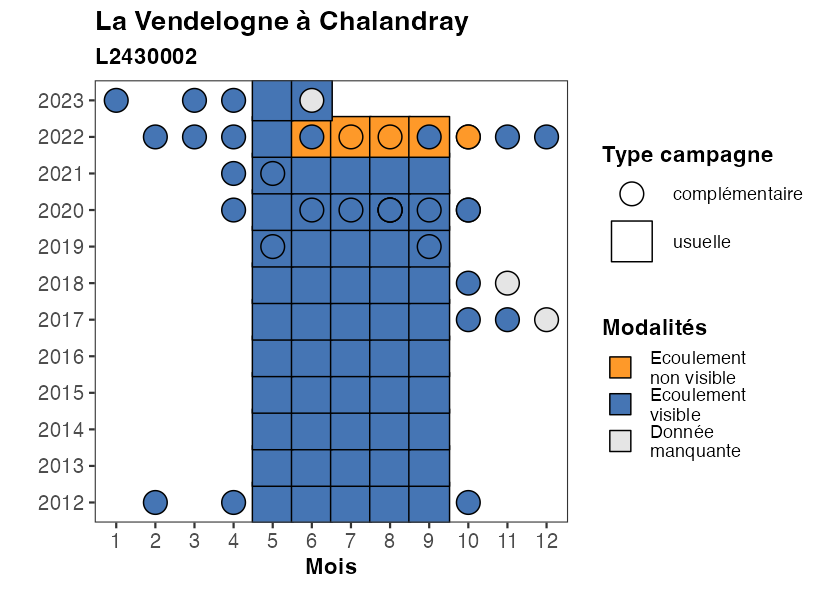 La Vendelogne à Chalandray
L2430002
2023
2022
2021
2020
2019
2018
2017
2016
2015
2014
2013
2012
1 2 3 4 5 6 7 8 9 10 11 12
Mois
Type campagne
complémentaire
usuelle
Modalités
Ecoulement
non visible
Ecoulement
visible
Donnée
manquante